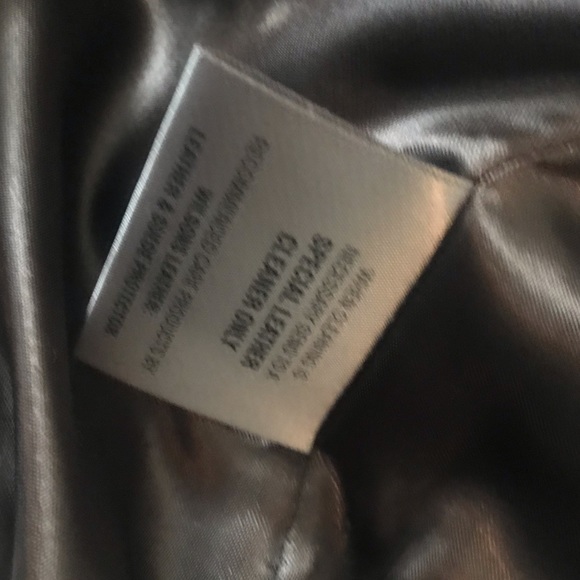 WHEN CLEANING IS
NECESSARY SEND TO A
SPECIAL LEATHER
CLEANER ONLY
RECOMMENDED CARE PRODUCTS BY
WILSONS LEATHER:
LEATHER & SUEDE PROTECTOR